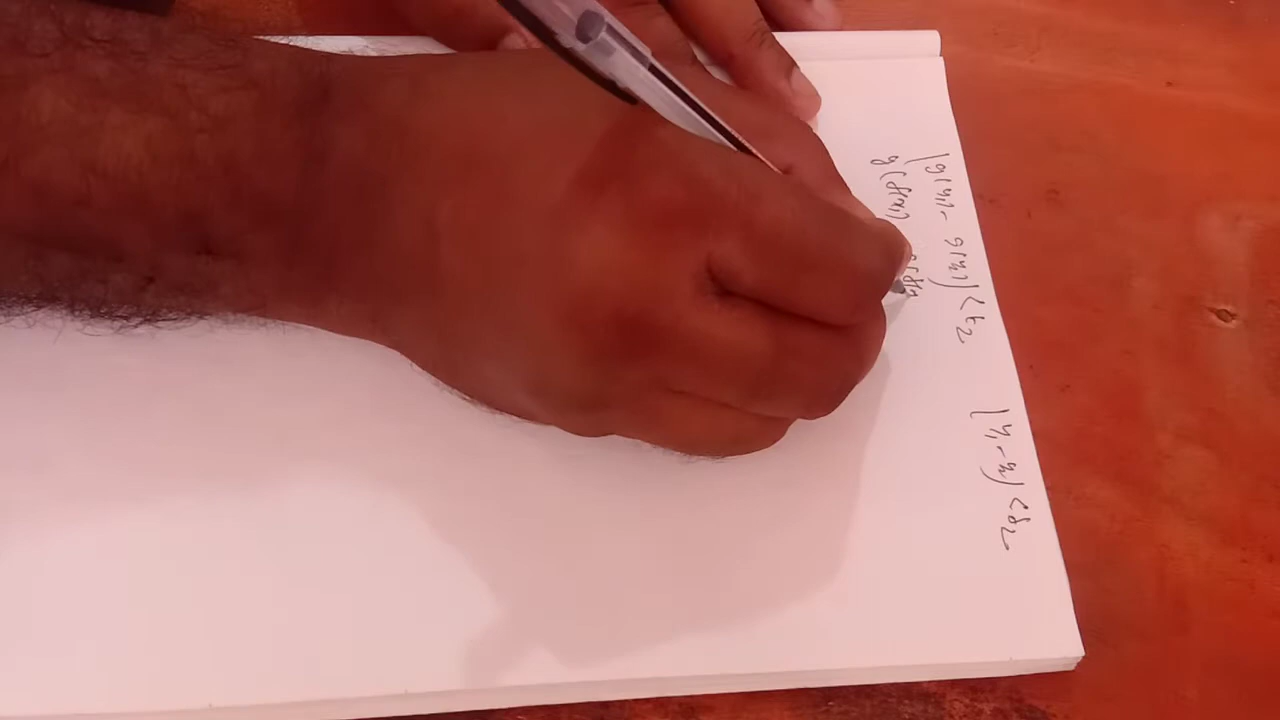 |g(y₁) - g(y₂)| < ε₂ |y₁ - y₂| < δ₂
g(f(x₁)) g(f(x